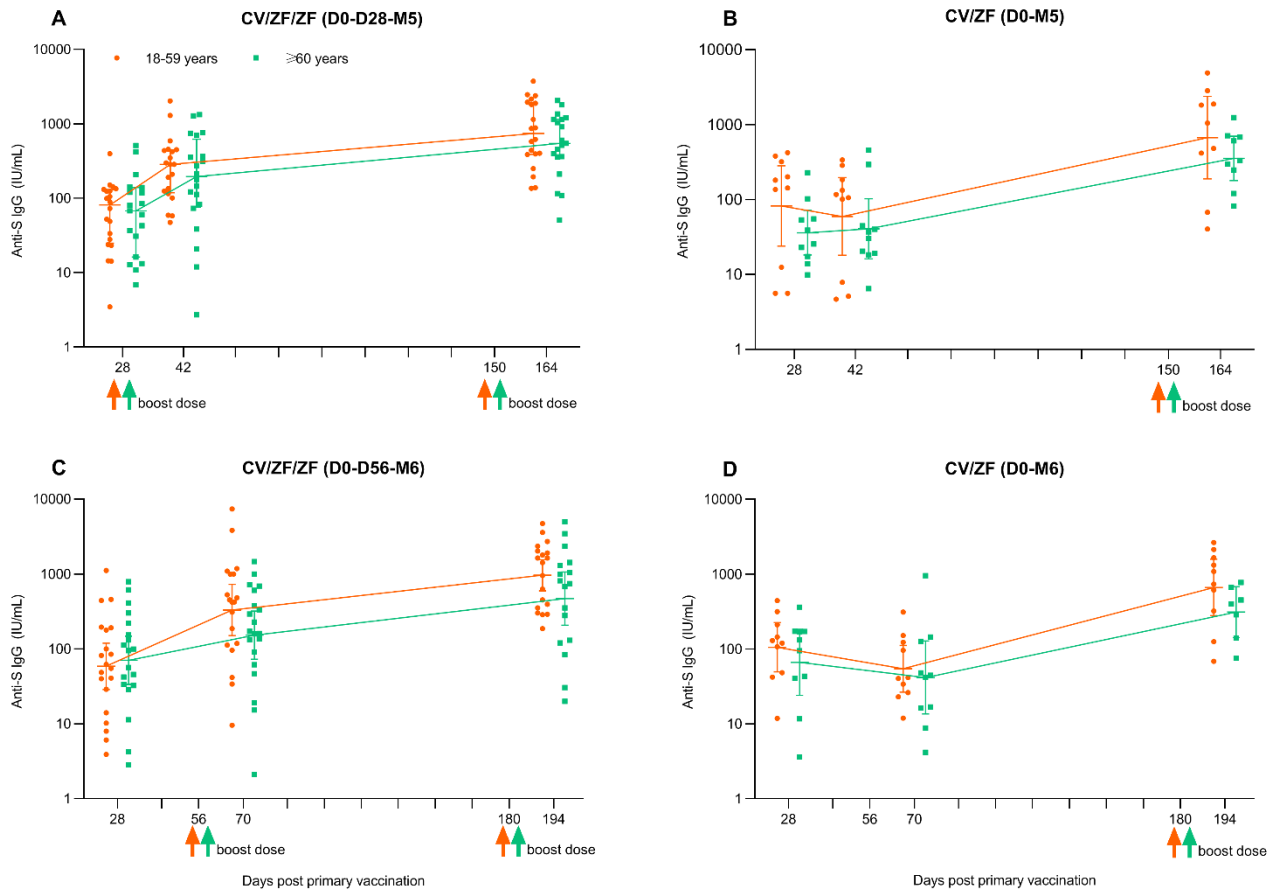 A
CV/ZF/ZF (D0-D28-M5)
18-59 years
⩾60 years
Anti-S IgG (IU/mL)
10000
1000
100
10
1
28
42
150
164
boost dose
boost dose
B
CV/ZF (D0-M5)
Anti-S IgG (IU/mL)
10000
1000
100
10
1
28
42
150
164
boost dose
C
CV/ZF/ZF (D0-D56-M6)
Anti-S IgG (IU/mL)
10000
1000
100
10
1
28
56
70
180
194
boost dose
boost dose
Days post primary vaccination
D
CV/ZF (D0-M6)
Anti-S IgG (IU/mL)
10000
1000
100
10
1
28
56
70
180
194
boost dose
Days post primary vaccination